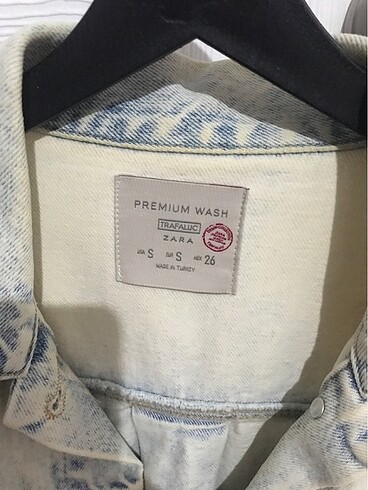 PREMIUM WASH
TRAFALUC
ZARA
USA S EUR S MEX 26
MADE IN TURKEY